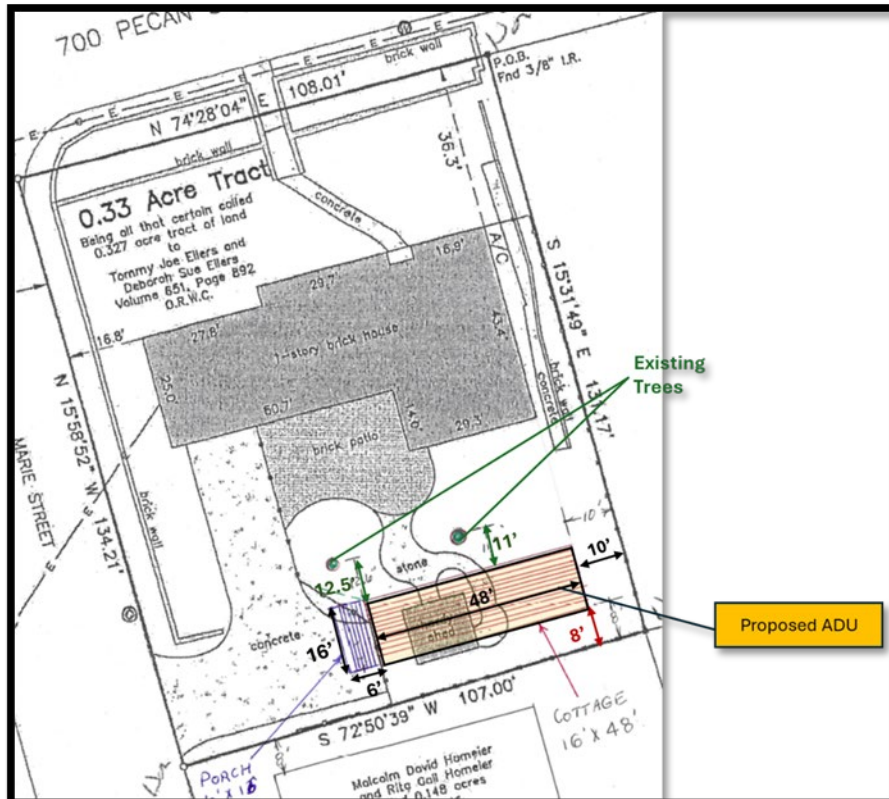 700 PECAN
E E E E E E
brick wall
P.O.B.
Fnd 3/8" I.R.
N 74°28'04" E 108.01'
36.3'
brick wall
concrete
0.33 Acre Tract
Being all that certain called
0.327 acre tract of land
to
Tommy Joe Ellers and
Deborah Sue Ellers
Volume 651, Page 892
O.R.W.C.
16.9'
A/C
29.7'
S 15°31'49" E 131.17'
16.8'
27.8'
1-story brick house
43.4'
25.0'
60.7'
14.0'
29.3'
brick patio
brick wall
concrete
Existing
Trees
N 15°58'52" W 134.21'
MARIE STREET
E
brick wall
10'
11'
10'
stone
12.5'
48'
shed
Proposed ADU
8'
concrete
16'
6'
S 72°50'39" W 107.00'
COTTAGE
16' X 48'
PORCH
Malcolm David Homeier
and Rita Gail Homeier
0.148 acres